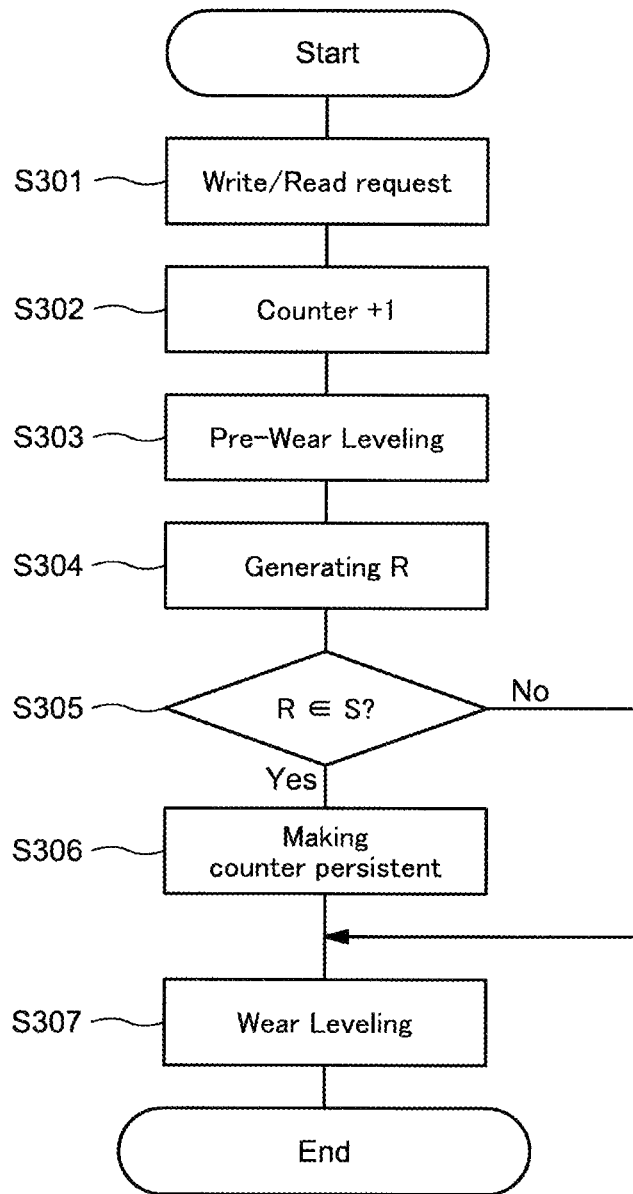 Start
S301 Write/Read request
S302 Counter +1
S303 Pre-Wear Leveling
S304 Generating R
S305 R ∈ S? No
Yes
S306 Making
counter persistent
S307 Wear Leveling
End